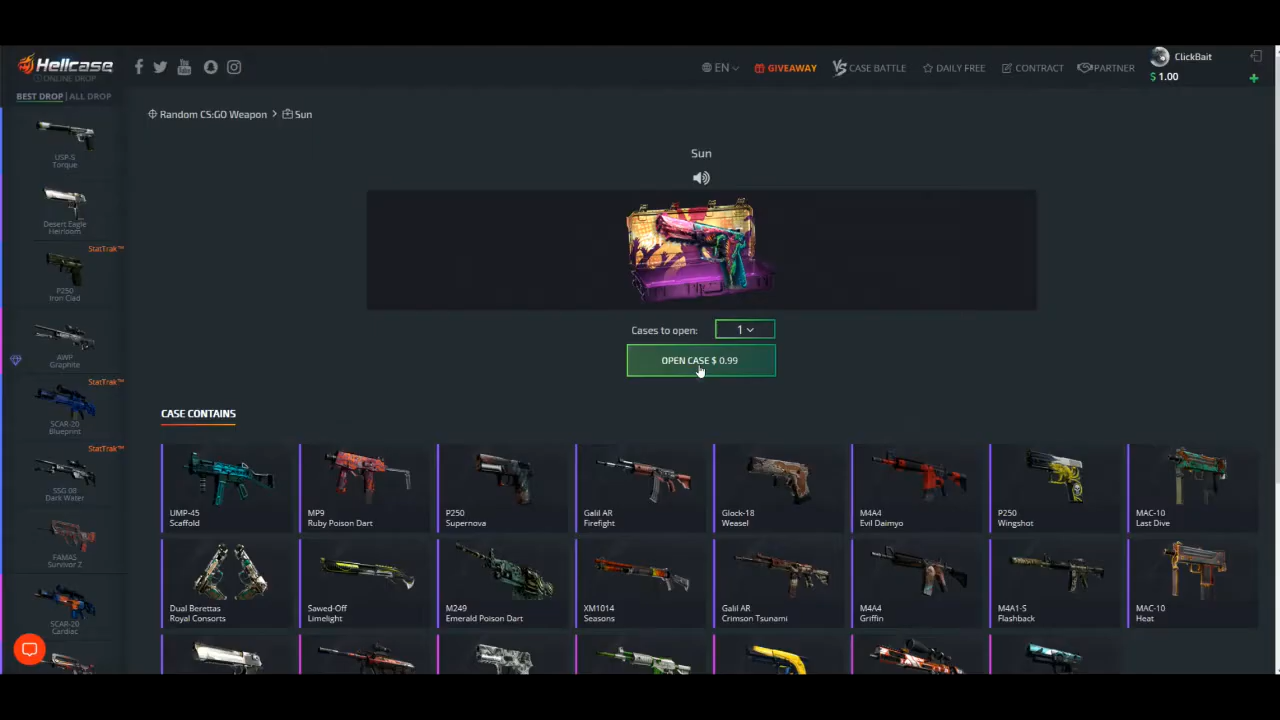 Hellcase
ONLINE DROP
You Tube
EN
GIVEAWAY
VS CASE BATTLE
DAILY FREE
CONTRACT
PARTNER
ClickBait
$ 1.00
BEST DROP | ALL DROP
USP-S
Torque
Desert Eagle
Heirloom
StatTrak™
P250
Iron Clad
AWP
Graphite
StatTrak™
SCAR-20
Blueprint
StatTrak™
SSG 08
Dark Water
FAMAS
Survivor Z
SCAR-20
Cardiac
Random CS:GO Weapon > Sun
Sun
Cases to open: 1
OPEN CASE $ 0.99
CASE CONTAINS
UMP-45
Scaffold
MP9
Ruby Poison Dart
P250
Supernova
Galil AR
Firefight
Glock-18
Weasel
M4A4
Evil Daimyo
P250
Wingshot
MAC-10
Last Dive
Dual Berettas
Royal Consorts
Sawed-Off
Limelight
M249
Emerald Poison Dart
XM1014
Seasons
Galil AR
Crimson Tsunami
M4A4
Griffin
M4A1-S
Flashback
MAC-10
Heat